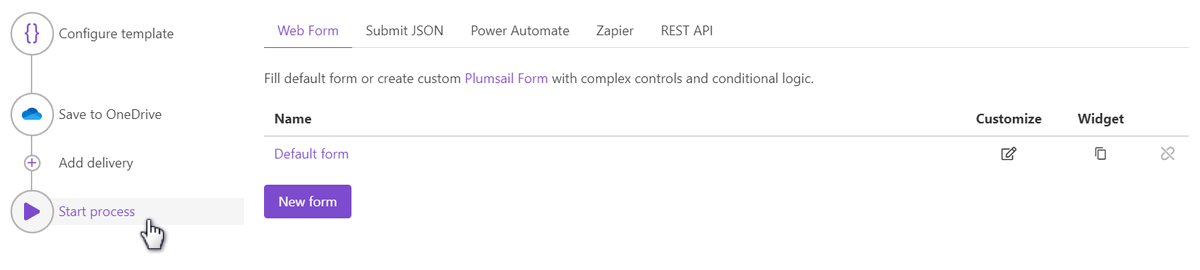 {}
Configure template
Save to OneDrive
Add delivery
Start process
Web Form Submit JSON Power Automate Zapier REST API
Fill default form or create custom Plumsail Form with complex controls and conditional logic.
Name Customize Widget
Default form
New form